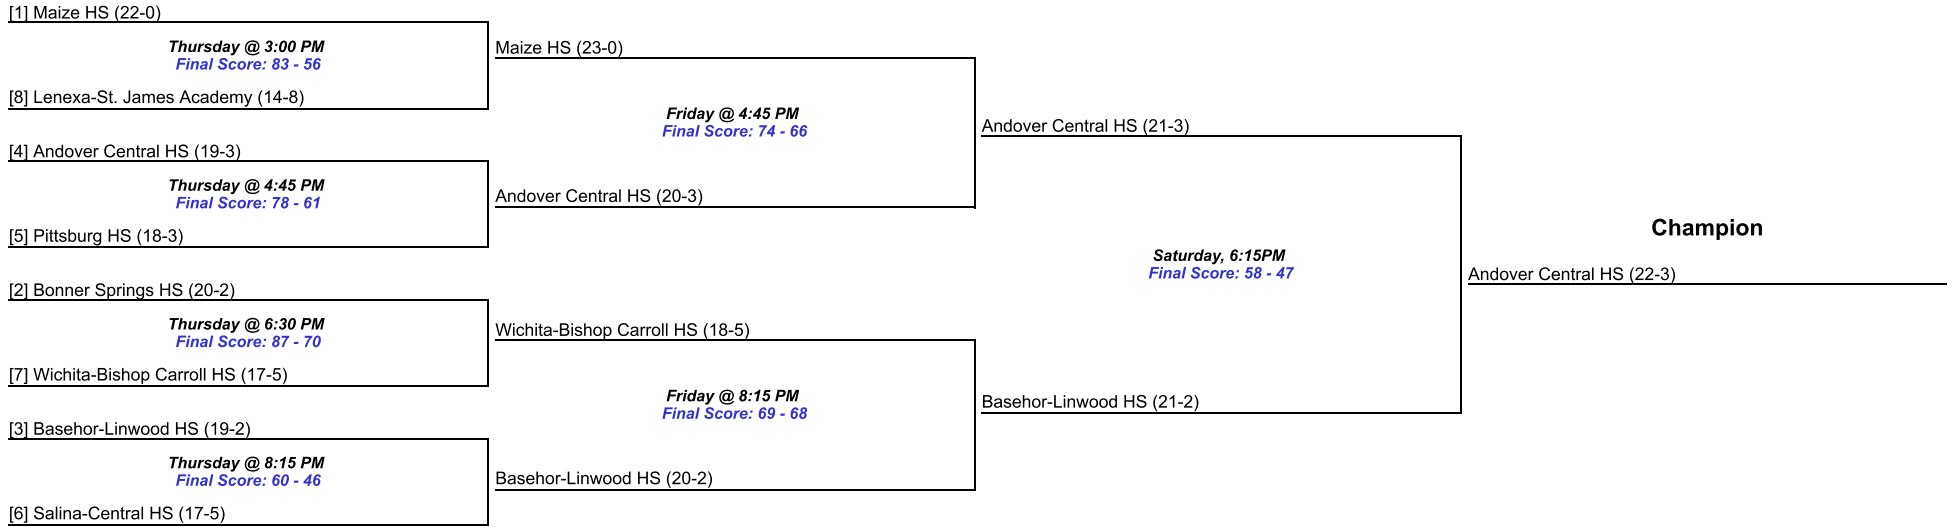 [1] Maize HS (22-0)
Thursday @ 3:00 PM
Final Score: 83 - 56
[8] Lenexa-St. James Academy (14-8)
[4] Andover Central HS (19-3)
Thursday @ 4:45 PM
Final Score: 78 - 61
[5] Pittsburg HS (18-3)
[2] Bonner Springs HS (20-2)
Thursday @ 6:30 PM
Final Score: 87 - 70
[7] Wichita-Bishop Carroll HS (17-5)
[3] Basehor-Linwood HS (19-2)
Thursday @ 8:15 PM
Final Score: 60 - 46
[6] Salina-Central HS (17-5)
Maize HS (23-0)
Friday @ 4:45 PM
Final Score: 74 - 66
Andover Central HS (20-3)
Wichita-Bishop Carroll HS (18-5)
Friday @ 8:15 PM
Final Score: 69 - 68
Basehor-Linwood HS (20-2)
Andover Central HS (21-3)
Saturday, 6:15PM
Final Score: 58 - 47
Basehor-Linwood HS (21-2)
Champion
Andover Central HS (22-3)